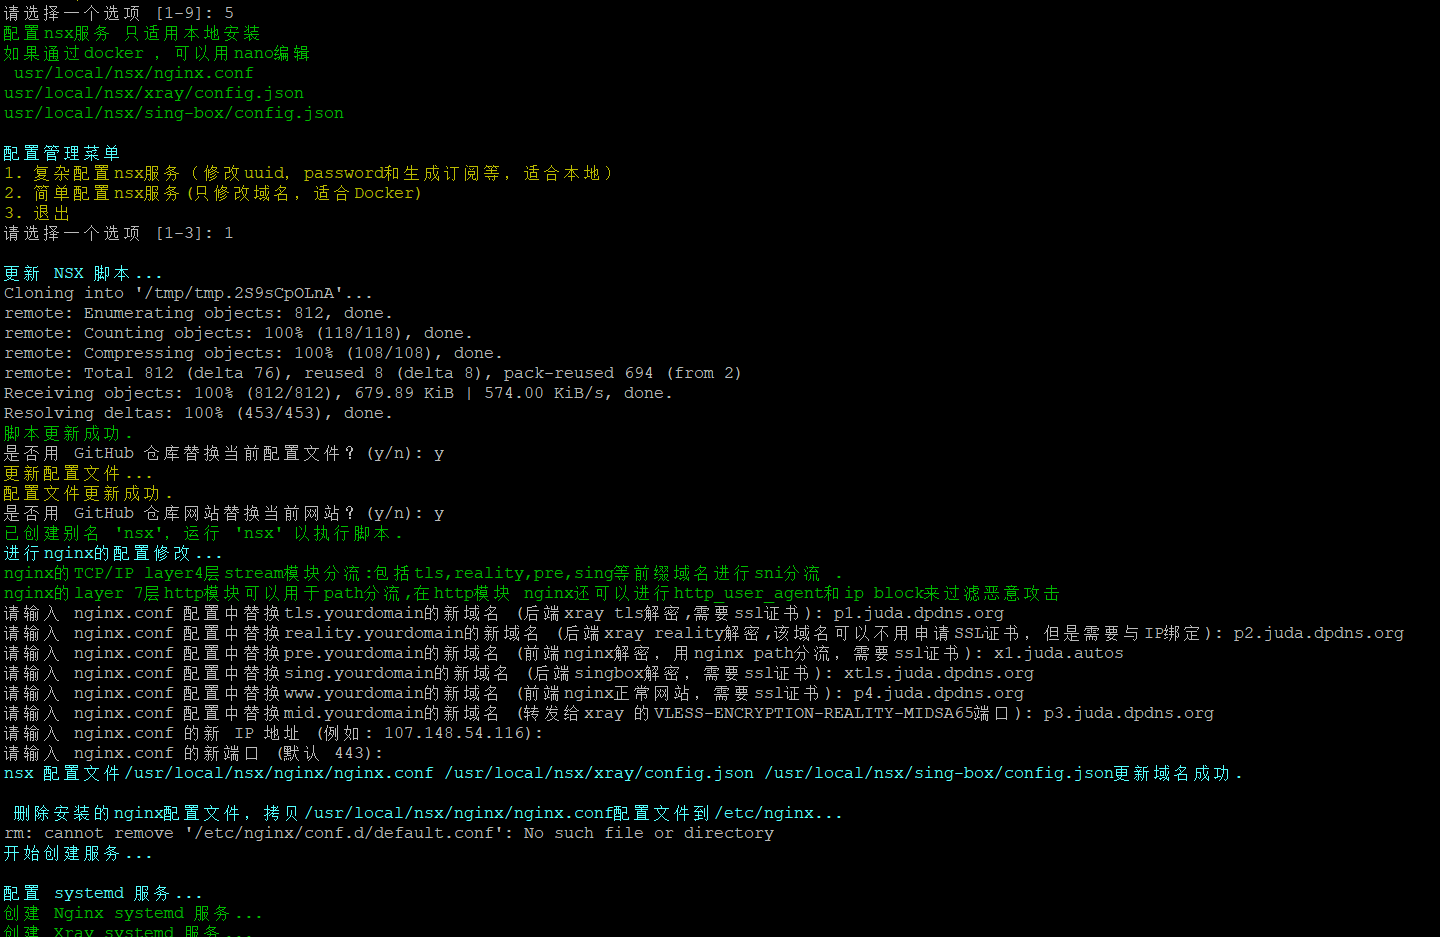 请选择一个选项 [1-9]: 5
配置nsx服务 只适用本地安装
如果通过docker ，可以用nano编辑
 usr/local/nsx/nginx.conf
usr/local/nsx/xray/config.json
usr/local/nsx/sing-box/config.json
配置管理菜单
1. 复杂配置nsx服务（修改uuid，password和生成订阅等，适合本地）
2. 简单配置nsx服务(只修改域名，适合Docker)
3. 退出
请选择一个选项 [1-3]: 1
更新 NSX 脚本...
Cloning into '/tmp/tmp.2S9sCpOLnA'...
remote: Enumerating objects: 812, done.
remote: Counting objects: 100% (118/118), done.
remote: Compressing objects: 100% (108/108), done.
remote: Total 812 (delta 76), reused 8 (delta 8), pack-reused 694 (from 2)
Receiving objects: 100% (812/812), 679.89 KiB | 574.00 KiB/s, done.
Resolving deltas: 100% (453/453), done.
脚本更新成功.
是否用 GitHub 仓库替换当前配置文件？(y/n): y
更新配置文件...
配置文件更新成功.
是否用 GitHub 仓库网站替换当前网站？(y/n): y
已创建别名 'nsx'，运行 'nsx' 以执行脚本.
进行nginx的配置修改...
nginx的TCP/IP layer4层stream模块分流:包括tls,reality,pre,sing等前缀域名进行sni分流 .
nginx的layer 7层http模块可以用于path分流,在http模块 nginx还可以进行http_user_agent和ip block来过滤恶意攻击
请输入 nginx.conf 配置中替换tls.yourdomain的新域名 (后端xray tls解密,需要ssl证书): p1.juda.dpdns.org
请输入 nginx.conf 配置中替换reality.yourdomain的新域名 (后端xray reality解密,该域名可以不用申请SSL证书，但是需要与IP绑定): p2.juda.dpdns.org
请输入 nginx.conf 配置中替换pre.yourdomain的新域名 (前端nginx解密，用nginx path分流，需要ssl证书): x1.juda.autos
请输入 nginx.conf 配置中替换sing.yourdomain的新域名 (后端singbox解密，需要ssl证书): xtls.juda.dpdns.org
请输入 nginx.conf 配置中替换www.yourdomain的新域名 (前端nginx正常网站，需要ssl证书): p4.juda.dpdns.org
请输入 nginx.conf 配置中替换mid.yourdomain的新域名 (转发给xray 的VLESS-ENCRYPTION-REALITY-MIDSA65端口): p3.juda.dpdns.org
请输入 nginx.conf 的新 IP 地址 (例如: 107.148.54.116):
请输入 nginx.conf 的新端口 (默认 443):
nsx 配置文件/usr/local/nsx/nginx/nginx.conf /usr/local/nsx/xray/config.json /usr/local/nsx/sing-box/config.json更新域名成功.
 删除安装的nginx配置文件，拷贝/usr/local/nsx/nginx/nginx.conf配置文件到/etc/nginx...
rm: cannot remove '/etc/nginx/conf.d/default.conf': No such file or directory
开始创建服务...
配置 systemd 服务...
创建 Nginx systemd 服务...
创建 Xray systemd 服务...